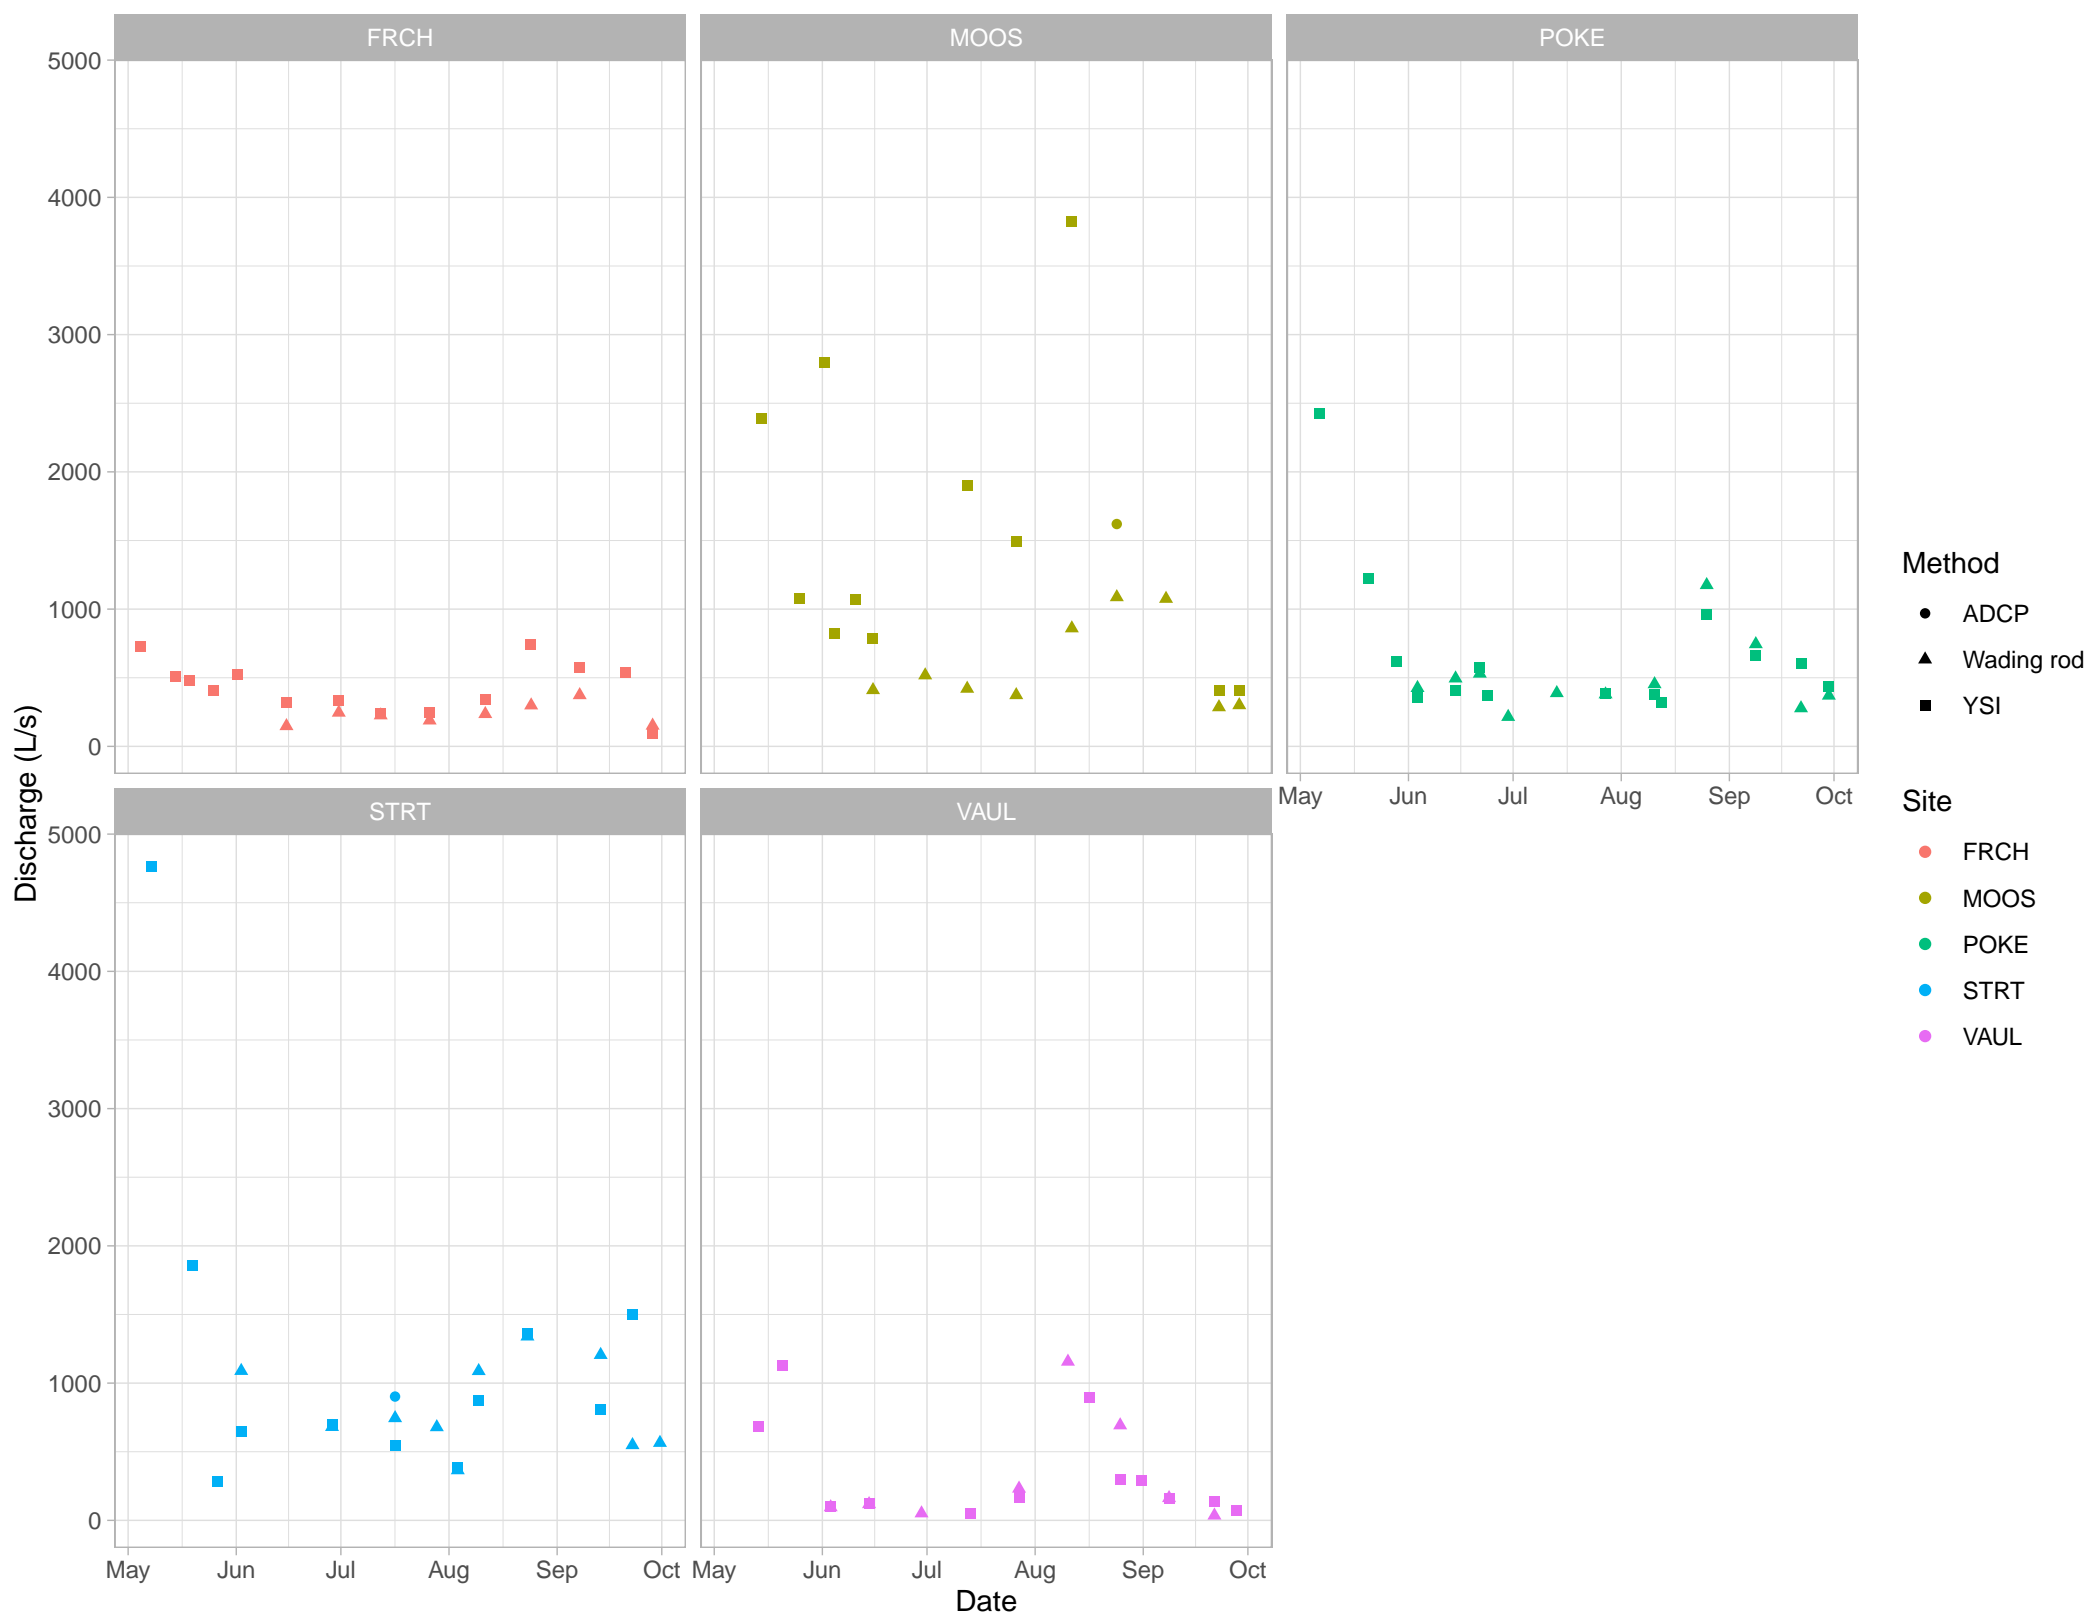 FRCH MOOS POKE
5000
4000
3000
2000
1000
0
May Jun Jul Aug Sep Oct
STRT VAUL
5000
4000
3000
2000
1000
0
May Jun Jul Aug Sep Oct May Jun Jul Aug Sep Oct
Date
Discharge (L/s)
Method
ADCP
Wading rod
YSI
Site
FRCH
MOOS
POKE
STRT
VAUL